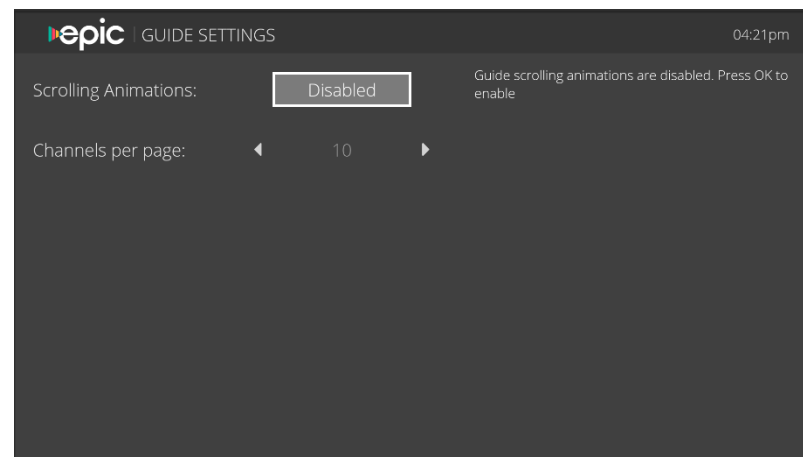 epic | GUIDE SETTINGS 04:21pm
Scrolling Animations: Disabled
Guide scrolling animations are disabled. Press OK to
enable
Channels per page: 10